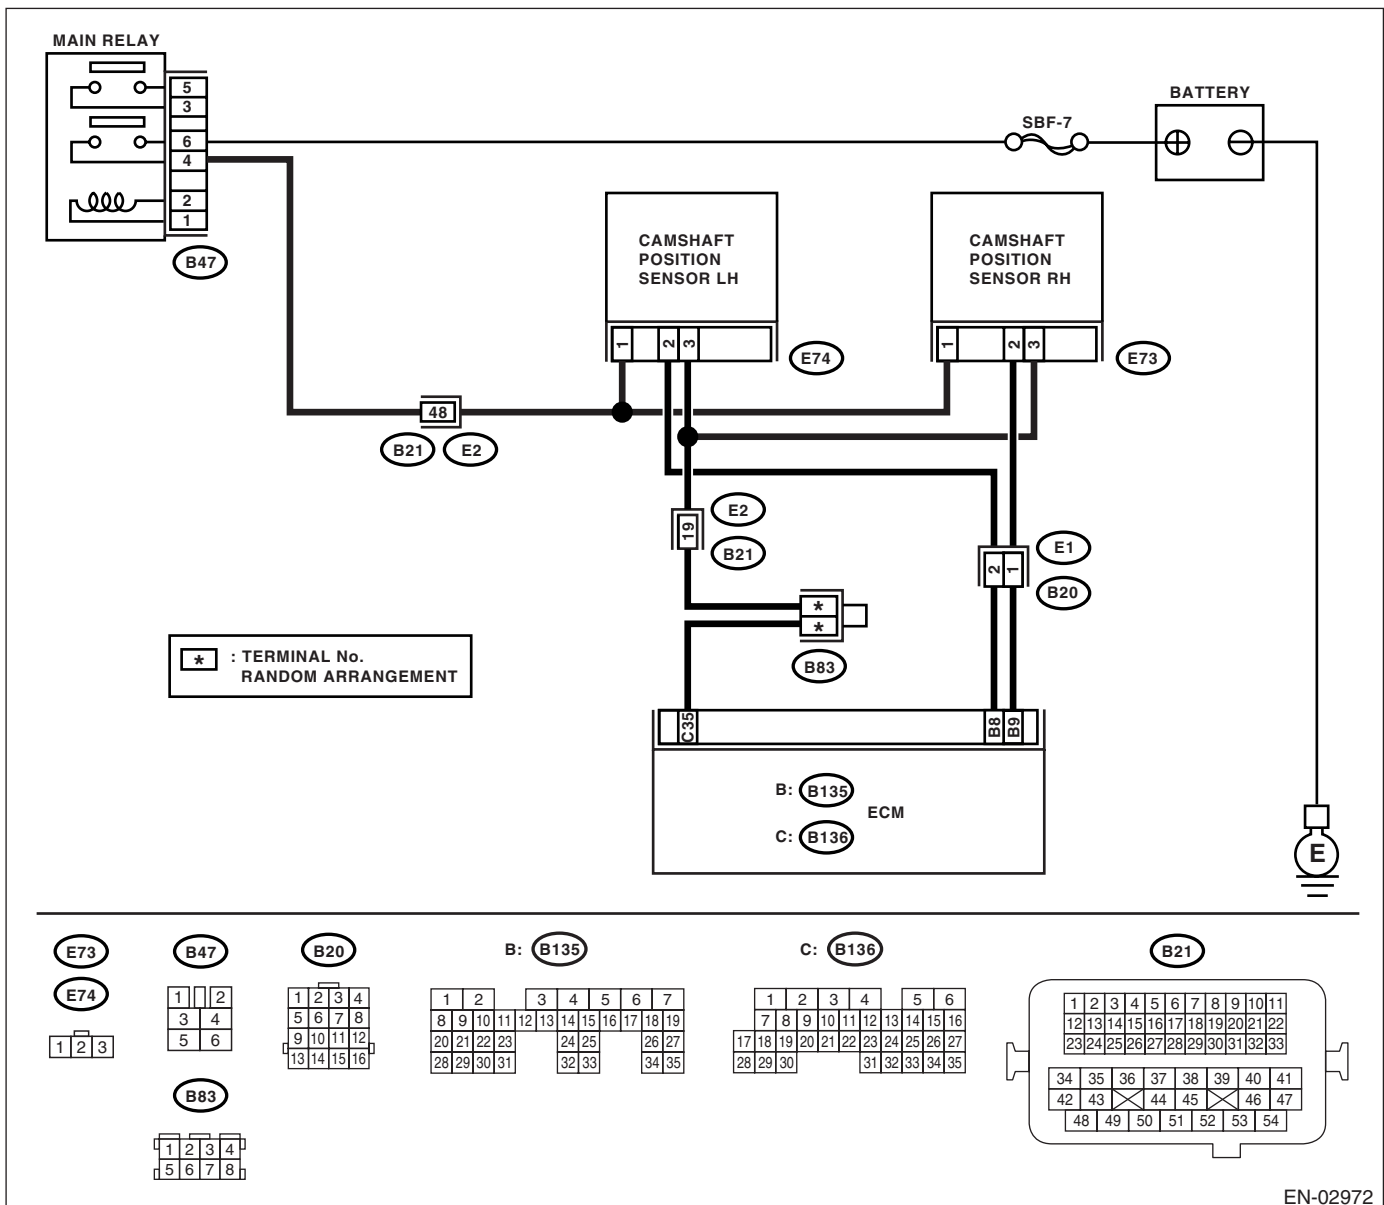 MAIN RELAY
5
3
6
4
2
1
B47
SBF-7
BATTERY
CAMSHAFT
POSITION
SENSOR LH
1
2
3
E74
CAMSHAFT
POSITION
SENSOR RH
1
2
3
E73
48
B21 E2
19
E2
B21
2 1
E1
B20
*
*
B83
* : TERMINAL No.
RANDOM ARRANGEMENT
C35
B8 B9
B: B135
ECM
C: B136
E
E73
E74
1 2 3
B47
1 2
3 4
5 6
B83
1 2 3 4
5 6 7 8
B20
1 2 3 4
5 6 7 8
9 10 11 12
13 14 15 16
B: B135
1 2 3 4 5 6 7
8 9 10 11 12 13 14 15 16 17 18 19
20 21 22 23 24 25 26 27
28 29 30 31 32 33 34 35
C: B136
1 2 3 4 5 6
7 8 9 10 11 12 13 14 15 16
17 18 19 20 21 22 23 24 25 26 27
28 29 30 31 32 33 34 35
B21
1 2 3 4 5 6 7 8 9 10 11
12 13 14 15 16 17 18 19 20 21 22
23 24 25 26 27 28 29 30 31 32 33
34 35 36 37 38 39 40 41
42 43 44 45 46 47
48 49 50 51 52 53 54
EN-02972